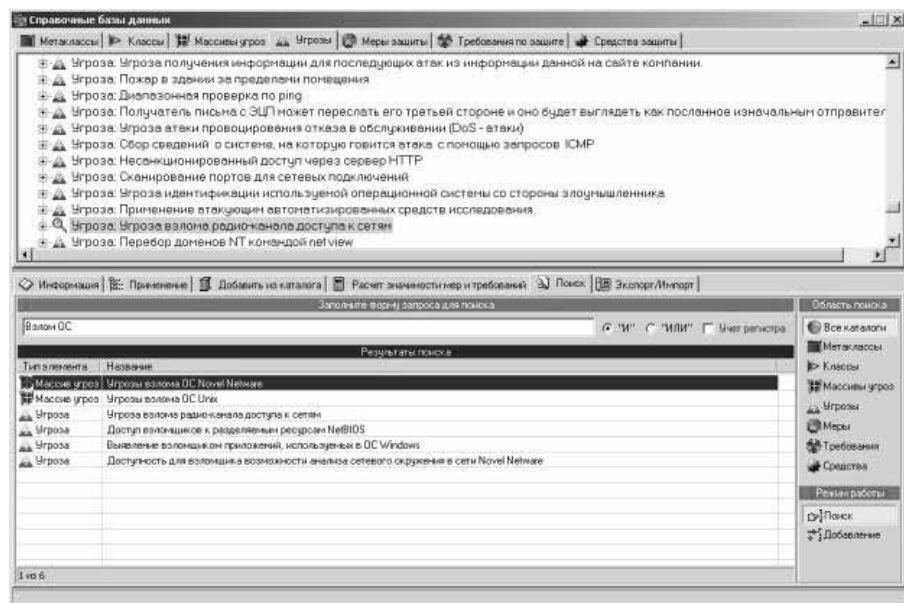 Справочные базы данных
Метаклассы Классы Массивы угроз Угрозы Меры защиты Требования по защите Средства защиты
Угроза: Угроза получения информации для последующих атак из информации данной на сайте компании.
Угроза: Пожар в здании за пределами помещения
Угроза: Диапазонная проверка по ping
Угроза: Получатель письма с ЭЦП может переслать его третьей стороне и оно будет выглядеть как посланное изначальным отправител
Угроза: Угроза атаки провоцирования отказа в обслуживании (DoS - атаки)
Угроза: Сбор сведений о системе, на которую говится атака с помощью запросов ICMP
Угроза: Несанкционированный доступ через сервер HTTP
Угроза: Сканирование портов для сетевых подключений
Угроза: Угроза идентификации используемой операционной системы со стороны злоумышленника
Угроза: Применение атакующим автоматизированных средств исследования
Угроза: Угроза взлома радио-канала доступа к сетям
Угроза: Перебор доменов NT командой net view
Информация Применение Добавить из каталога Расчет значимости мер и требований Поиск Экспорт/Импорт
Заполните форму запроса для поиска
Область поиска
Взлом ОС
"И" "ИЛИ" Учет регистра
Все каталоги
Результаты поиска
Метаклассы
Тип элемента Название
Классы
Массив угроз Угрозы взлома ОС Novel Netware
Массивы угроз
Массив угроз Угрозы взлома ОС Unix
Угроза Угроза взлома радио-канала доступа к сетям
Угрозы
Угроза Доступ взломщиков к разделяемым ресурсам NetBIOS
Меры
Угроза Выявление взломщиком приложений, используемых в ОС Windows
Требования
Угроза Доступность для взломщика возможности анализа сетевого окружения в сети Novel Netware
Средства
Режим работы
Поиск
Добавление
1 из 6